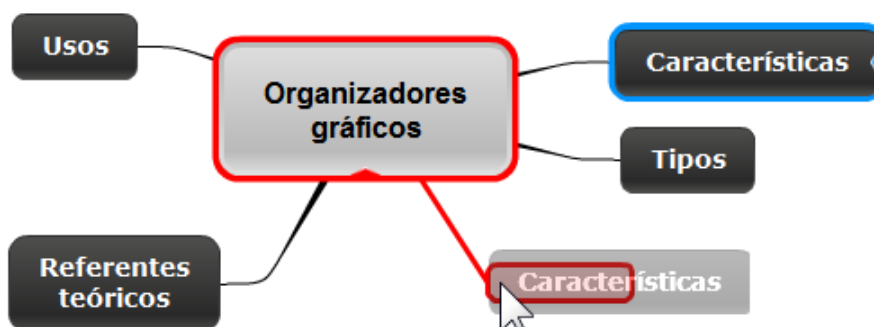 Usos
Organizadores
gráficos
Características
Tipos
Referentes
teóricos
Características